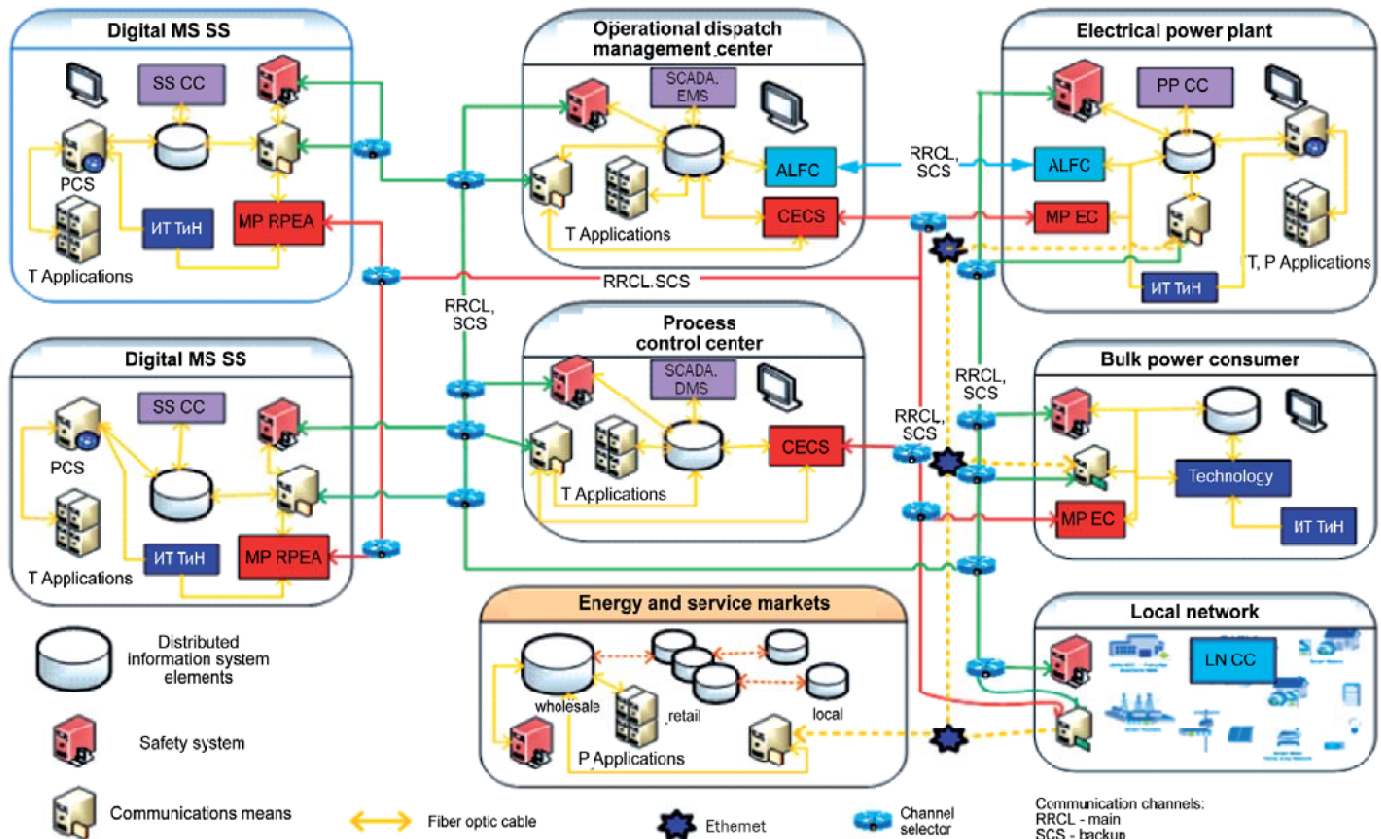 Digital MS SS
SS CC
PCS
T Applications
ИТ ТиН
MP RPEA
Operational dispatch
management center
SCADA,
EMS
ALFC
CECS
T Applications
RRCL,
SCS
Electrical power plant
PP CC
ALFC
MP EC
ИТ ТиН
T, P Applications
RRCL,SCS
RRCL,
SCS
Digital MS SS
SS CC
PCS
T Applications
ИТ ТиН
MP RPEA
Process
control center
SCADA,
DMS
CECS
T Applications
RRCL,
SCS
RRCL,
SCS
Bulk power consumer
Technology
MP EC
ИТ ТиН
Energy and service markets
wholesale
retail
local
P Applications
Local network
LN CC
Distributed
information system
elements
Safety system
Communications means
Fiber optic cable
Ethernet
Channel
selector
Communication channels:
RRCL - main
SCS - backup